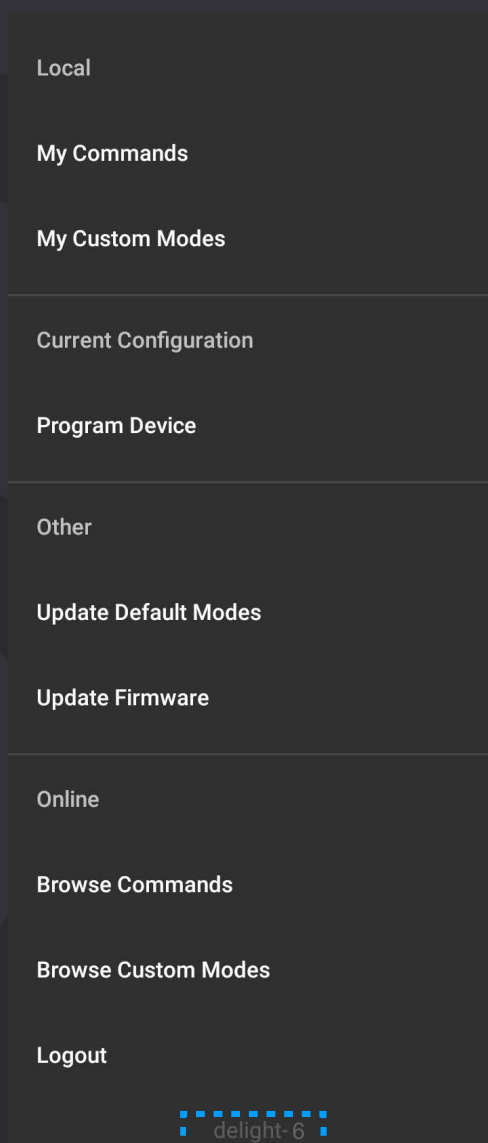 Local
My Commands
My Custom Modes
Current Configuration
Program Device
Other
Update Default Modes
Update Firmware
Online
Browse Commands
Browse Custom Modes
Logout
delight-6